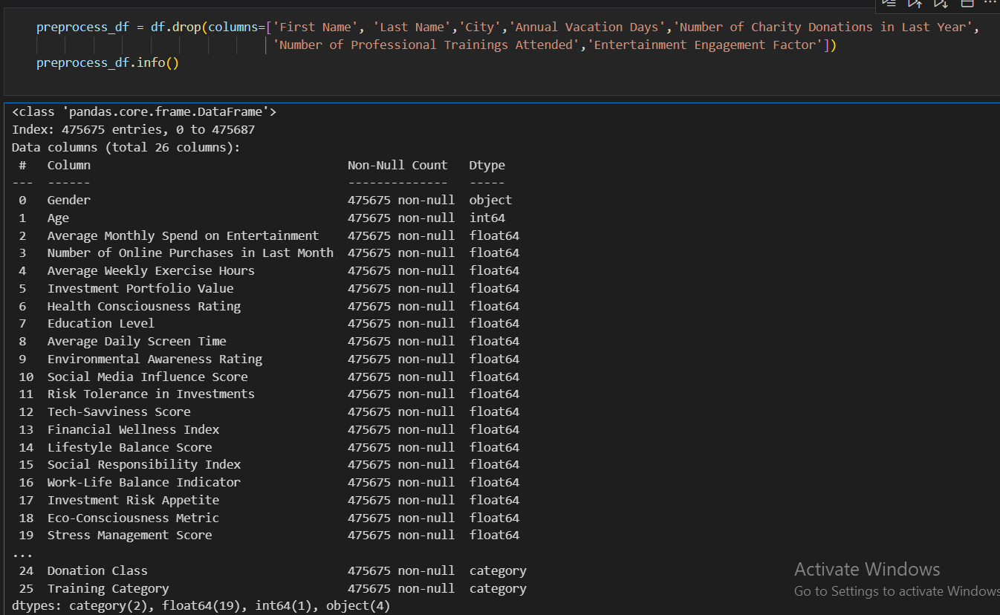 preprocess_df = df.drop(columns=['First Name', 'Last Name','City','Annual Vacation Days','Number of Charity Donations in Last Year',
'Number of Professional Trainings Attended','Entertainment Engagement Factor'])
preprocess_df.info()
<class 'pandas.core.frame.DataFrame'>
Index: 475675 entries, 0 to 475687
Data columns (total 26 columns):
 #   Column                                    Non-Null Count   Dtype
---  ------                                    --------------   -----
 0   Gender                                    475675 non-null  object
 1   Age                                       475675 non-null  int64
 2   Average Monthly Spend on Entertainment    475675 non-null  float64
 3   Number of Online Purchases in Last Month  475675 non-null  float64
 4   Average Weekly Exercise Hours             475675 non-null  float64
 5   Investment Portfolio Value                475675 non-null  float64
 6   Health Consciousness Rating               475675 non-null  float64
 7   Education Level                           475675 non-null  float64
 8   Average Daily Screen Time                 475675 non-null  float64
 9   Environmental Awareness Rating            475675 non-null  float64
 10  Social Media Influence Score              475675 non-null  float64
 11  Risk Tolerance in Investments             475675 non-null  float64
 12  Tech-Savviness Score                      475675 non-null  float64
 13  Financial Wellness Index                  475675 non-null  float64
 14  Lifestyle Balance Score                   475675 non-null  float64
 15  Social Responsibility Index               475675 non-null  float64
 16  Work-Life Balance Indicator               475675 non-null  float64
 17  Investment Risk Appetite                  475675 non-null  float64
 18  Eco-Consciousness Metric                  475675 non-null  float64
 19  Stress Management Score                   475675 non-null  float64
...
 24  Donation Class                            475675 non-null  category
 25  Training Category                         475675 non-null  category
dtypes: category(2), float64(19), int64(1), object(4)
Activate Windows
Go to Settings to activate Windows